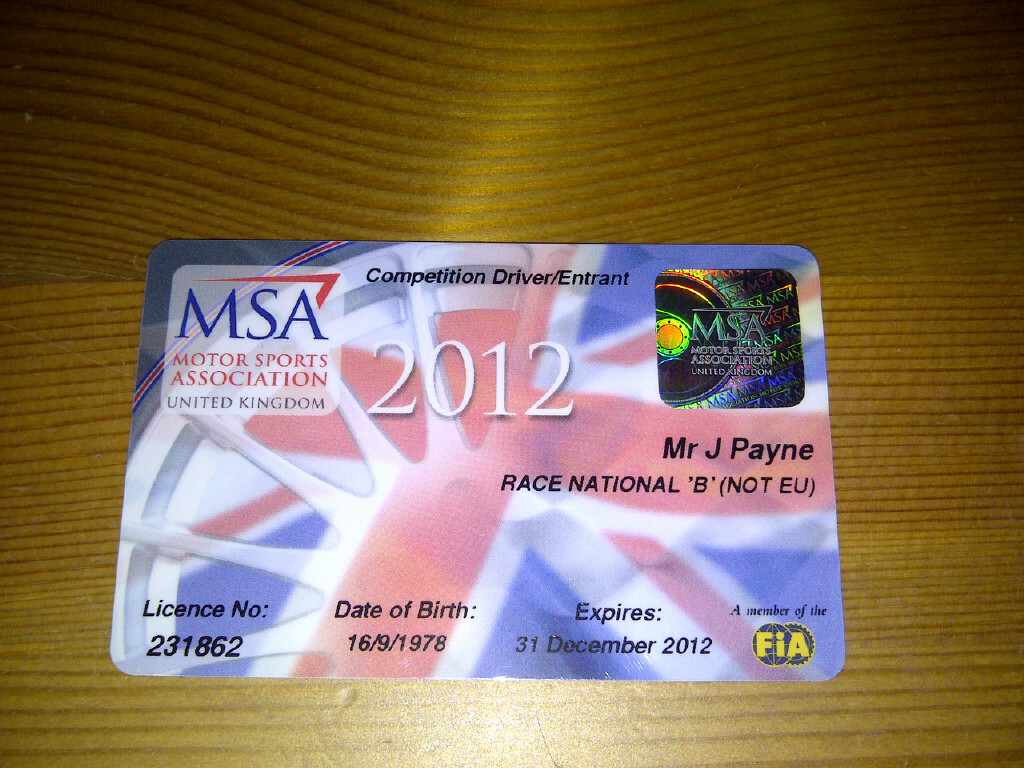 MSA
MOTOR SPORTS
ASSOCIATION
UNITED KINGDOM
Competition Driver/Entrant
2012
MSA
MOTOR SPORTS
ASSOCIATION
UNITED KINGDOM
Mr J Payne
RACE NATIONAL 'B' (NOT EU)
Licence No:
231862
Date of Birth:
16/9/1978
Expires:
31 December 2012
A member of the
FIA